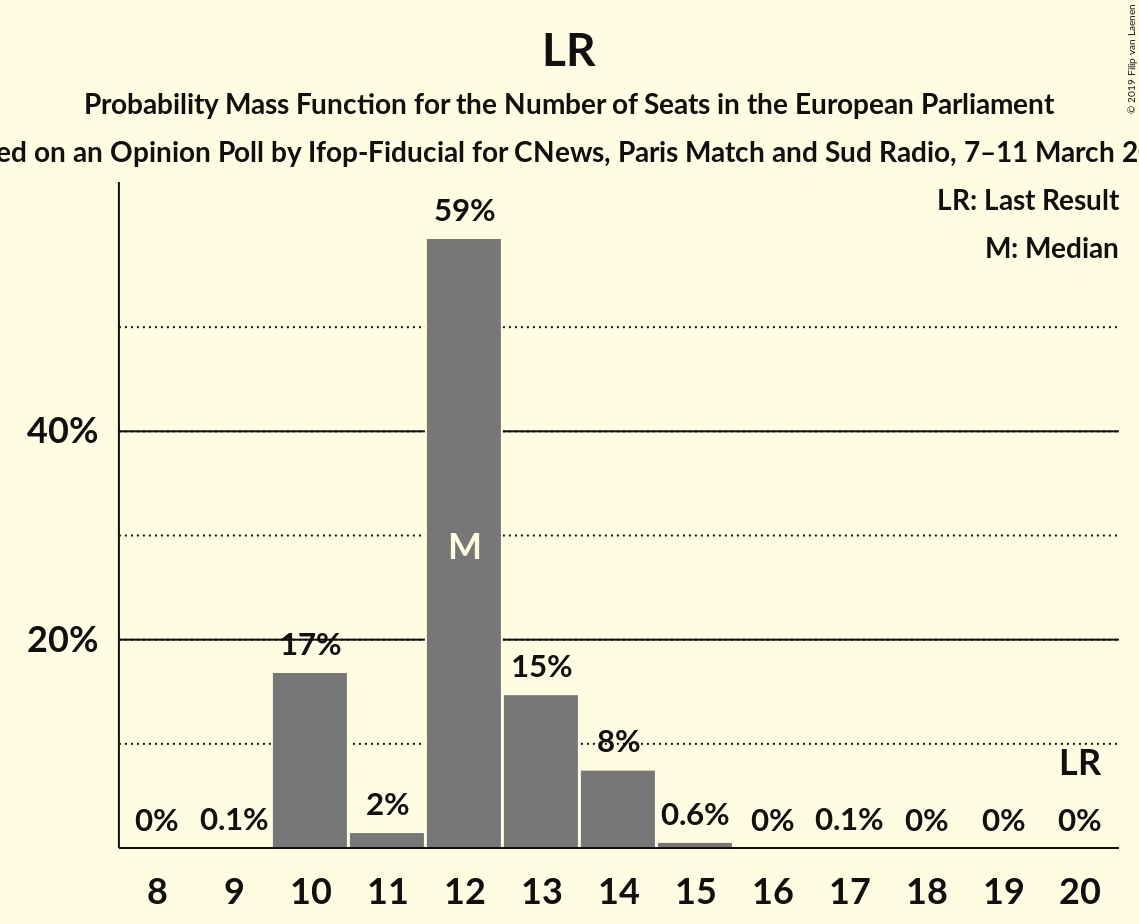 LR
Probability Mass Function for the Number of Seats in the European Parliament
on an Opinion Poll by Ifop-Fiducial for CNews, Paris Match and Sud Radio, 7–11 March
© 2019 Filip van Laenen
LR: Last Result
M: Median
59%
40%
M
20%
17%
15%
8%
LR
0%
0.1%
2%
0.6%
0%
0.1%
0%
0%
0%
8 9 10 11 12 13 14 15 16 17 18 19 20